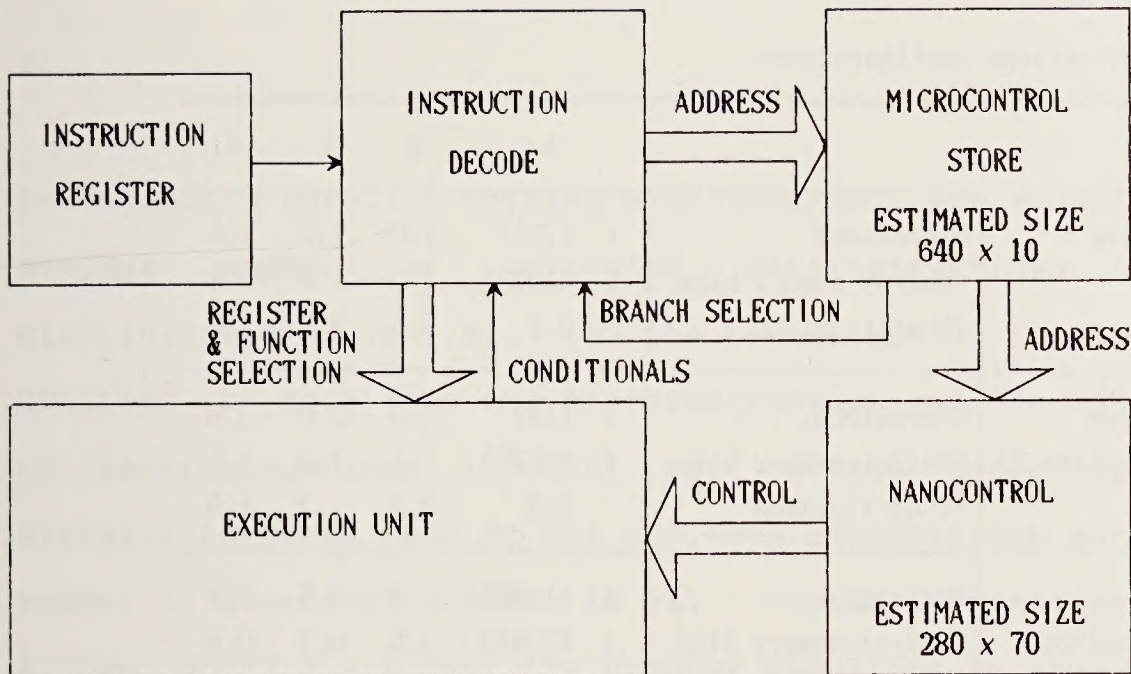 INSTRUCTION
REGISTER
INSTRUCTION
DECODE
ADDRESS
MICROCONTROL
STORE
ESTIMATED SIZE
640 x 10
REGISTER
& FUNCTION
SELECTION
CONDITIONALS
BRANCH SELECTION
ADDRESS
EXECUTION UNIT
CONTROL
NANOCONTROL
ESTIMATED SIZE
280 x 70